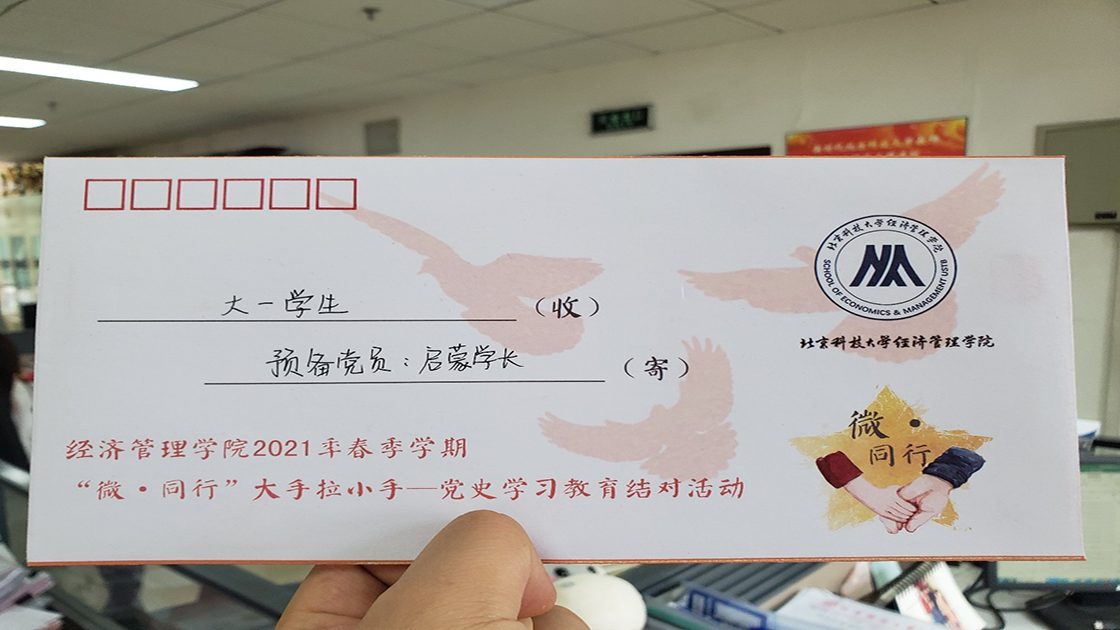 大一学生 （收）
预备党员：启蒙学长 （寄）
经济管理学院2021年春季学期
“微·同行”大手拉小手—党史学习教育结对活动
北京科技大学经济管理学院
SCHOOL OF ECONOMICS & MANAGEMENT USTB
北京科技大学经济管理学院
微·
同行